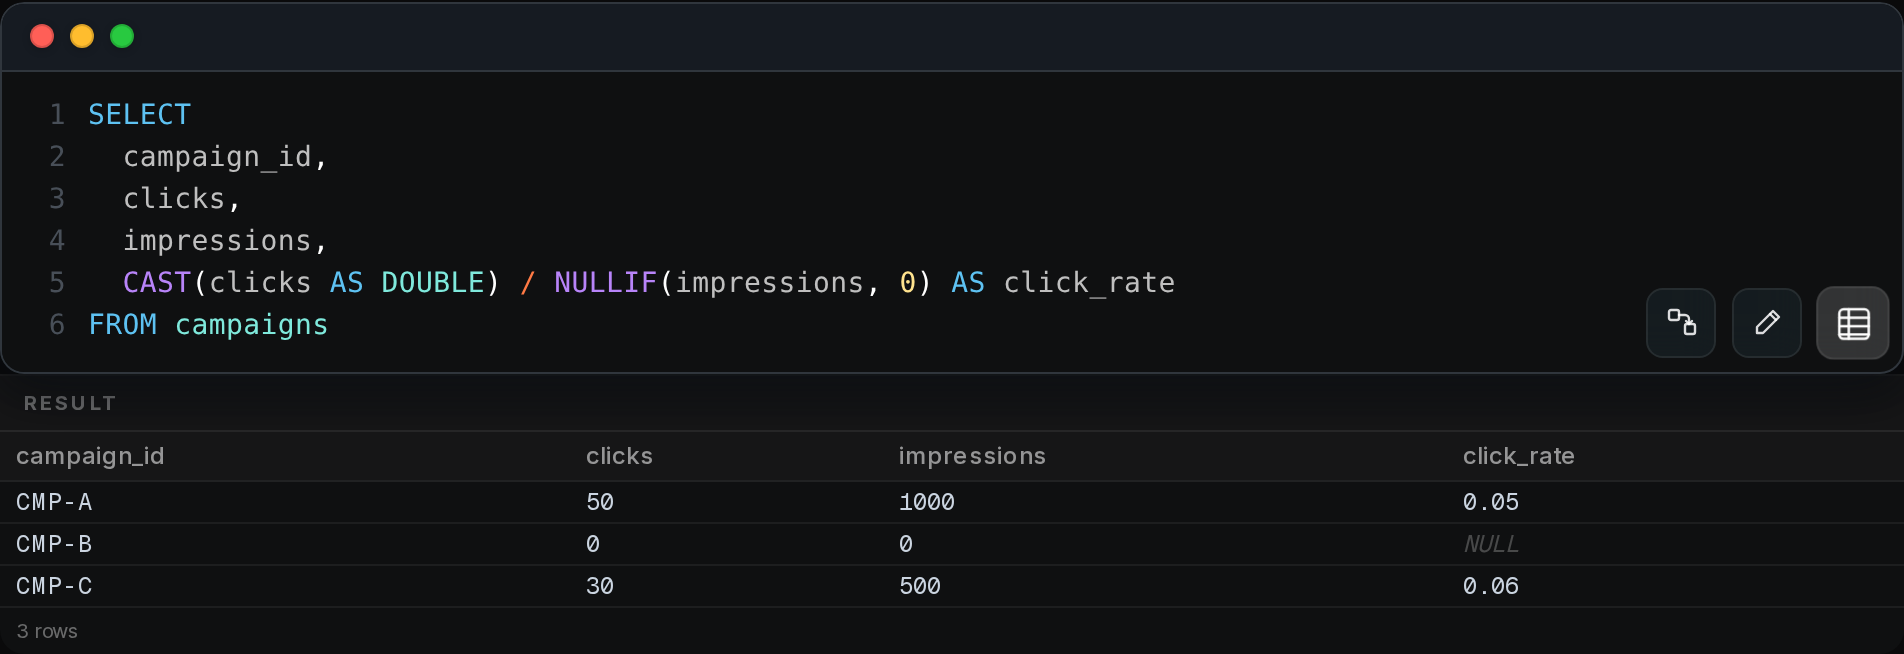 1 SELECT
2   campaign_id,
3   clicks,
4   impressions,
5   CAST(clicks AS DOUBLE) / NULLIF(impressions, 0) AS click_rate
6 FROM campaigns
RESULT
campaign_id clicks impressions click_rate
CMP-A 50 1000 0.05
CMP-B 0 0 NULL
CMP-C 30 500 0.06
3 rows